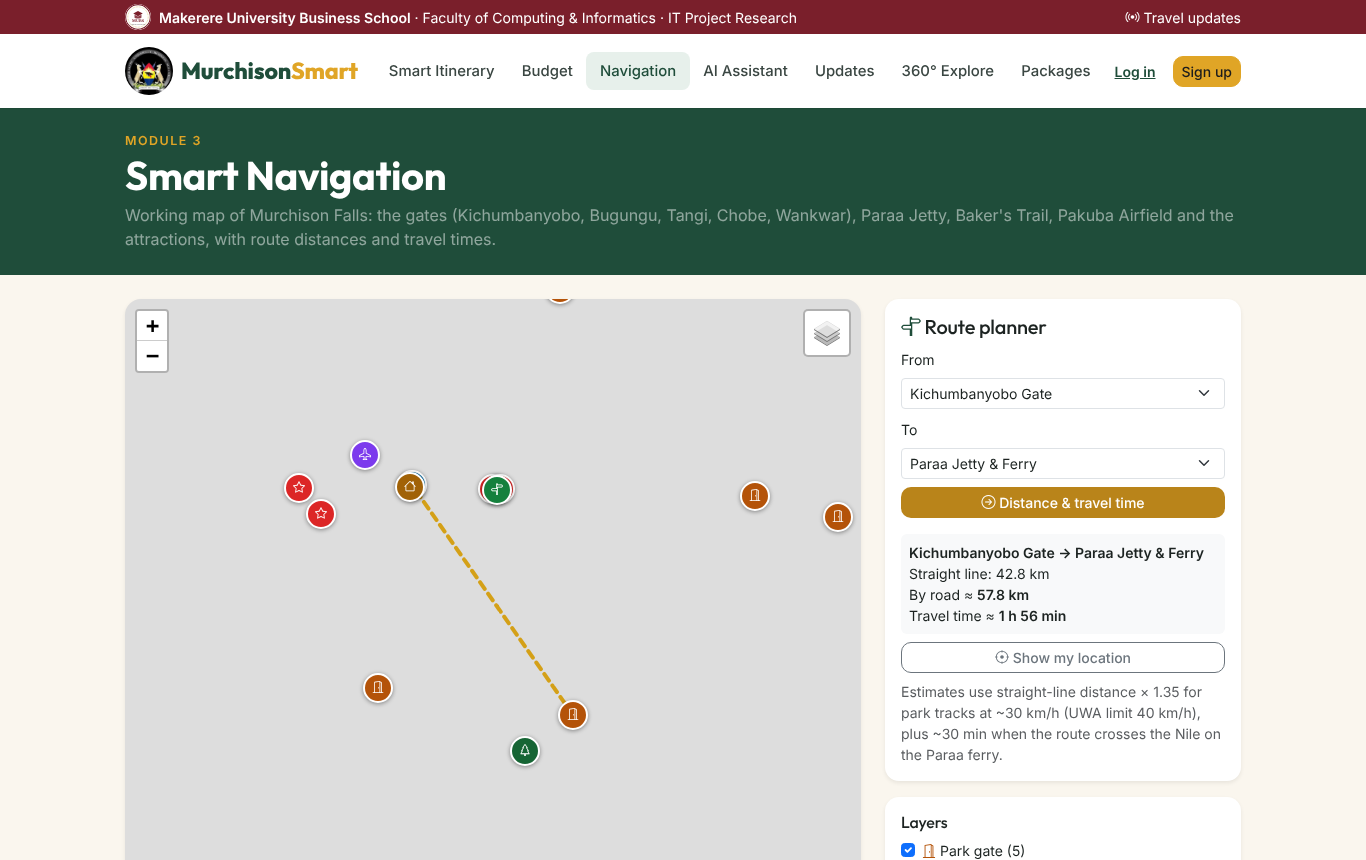 Makerere University Business School · Faculty of Computing & Informatics · IT Project Research
Travel updates
MurchisonSmart
Smart Itinerary
Budget
Navigation
AI Assistant
Updates
360° Explore
Packages
Log in
Sign up
MODULE 3
Smart Navigation
Working map of Murchison Falls: the gates (Kichumbanyobo, Bugungu, Tangi, Chobe, Wankwar), Paraa Jetty, Baker's Trail, Pakuba Airfield and the
attractions, with route distances and travel times.
+
−
Route planner
From
Kichumbanyobo Gate
To
Paraa Jetty & Ferry
Distance & travel time
Kichumbanyobo Gate → Paraa Jetty & Ferry
Straight line: 42.8 km
By road ≈ 57.8 km
Travel time ≈ 1 h 56 min
Show my location
Estimates use straight-line distance × 1.35 for
park tracks at ~30 km/h (UWA limit 40 km/h),
plus ~30 min when the route crosses the Nile on
the Paraa ferry.
Layers
Park gate (5)